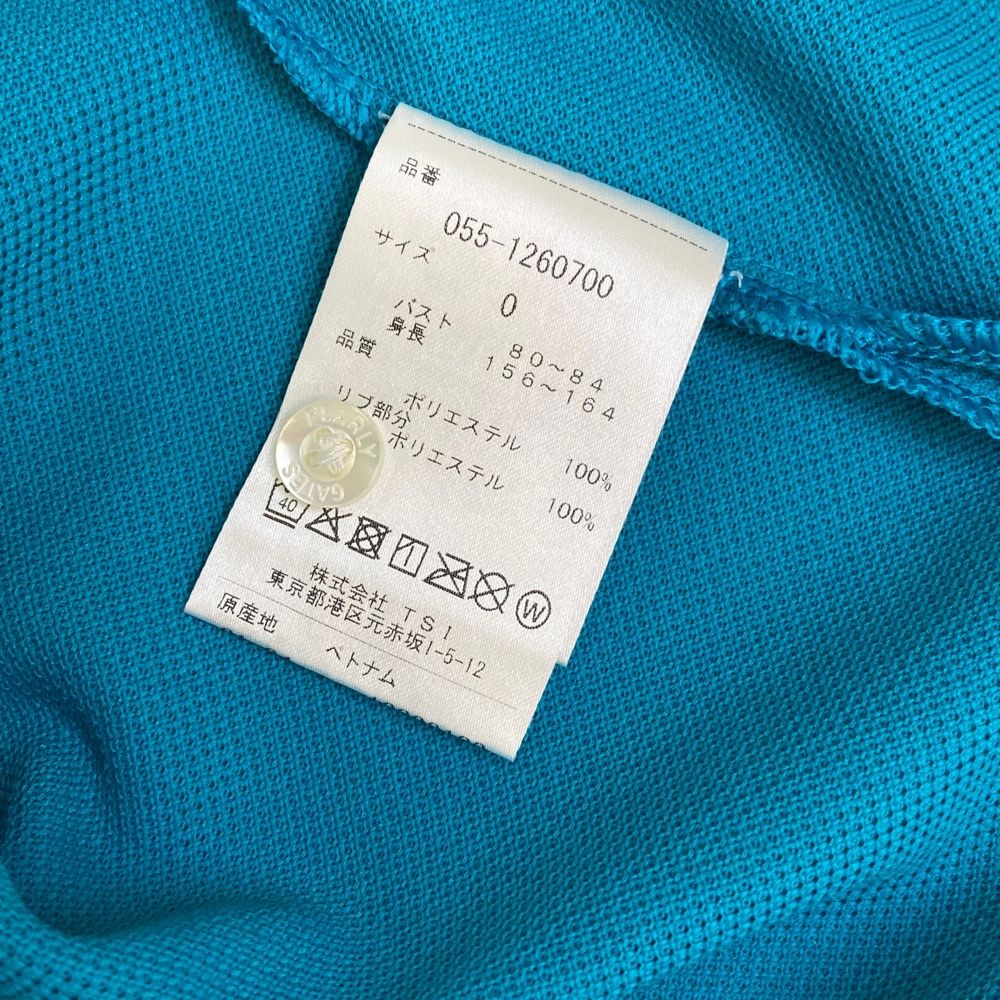 品番
055-1260700
サイズ
0
バスト 80~84
身長 156~164
品質
ポリエステル 100%
リブ部分
ポリエステル 100%
PEARLY
GATES
40
W
株式会社 TSI
東京都港区元赤坂1-5-12
原産地
ベトナム